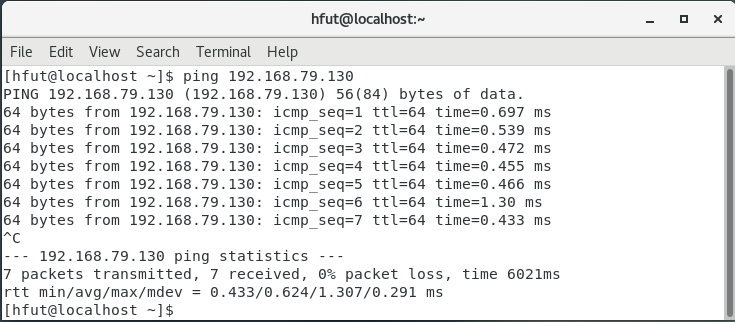 hfut@localhost:~
File Edit View Search Terminal Help
[hfut@localhost ~]$ ping 192.168.79.130
PING 192.168.79.130 (192.168.79.130) 56(84) bytes of data.
64 bytes from 192.168.79.130: icmp_seq=1 ttl=64 time=0.697 ms
64 bytes from 192.168.79.130: icmp_seq=2 ttl=64 time=0.539 ms
64 bytes from 192.168.79.130: icmp_seq=3 ttl=64 time=0.472 ms
64 bytes from 192.168.79.130: icmp_seq=4 ttl=64 time=0.455 ms
64 bytes from 192.168.79.130: icmp_seq=5 ttl=64 time=0.466 ms
64 bytes from 192.168.79.130: icmp_seq=6 ttl=64 time=1.30 ms
64 bytes from 192.168.79.130: icmp_seq=7 ttl=64 time=0.433 ms
^C
--- 192.168.79.130 ping statistics ---
7 packets transmitted, 7 received, 0% packet loss, time 6021ms
rtt min/avg/max/mdev = 0.433/0.624/1.307/0.291 ms
[hfut@localhost ~]$